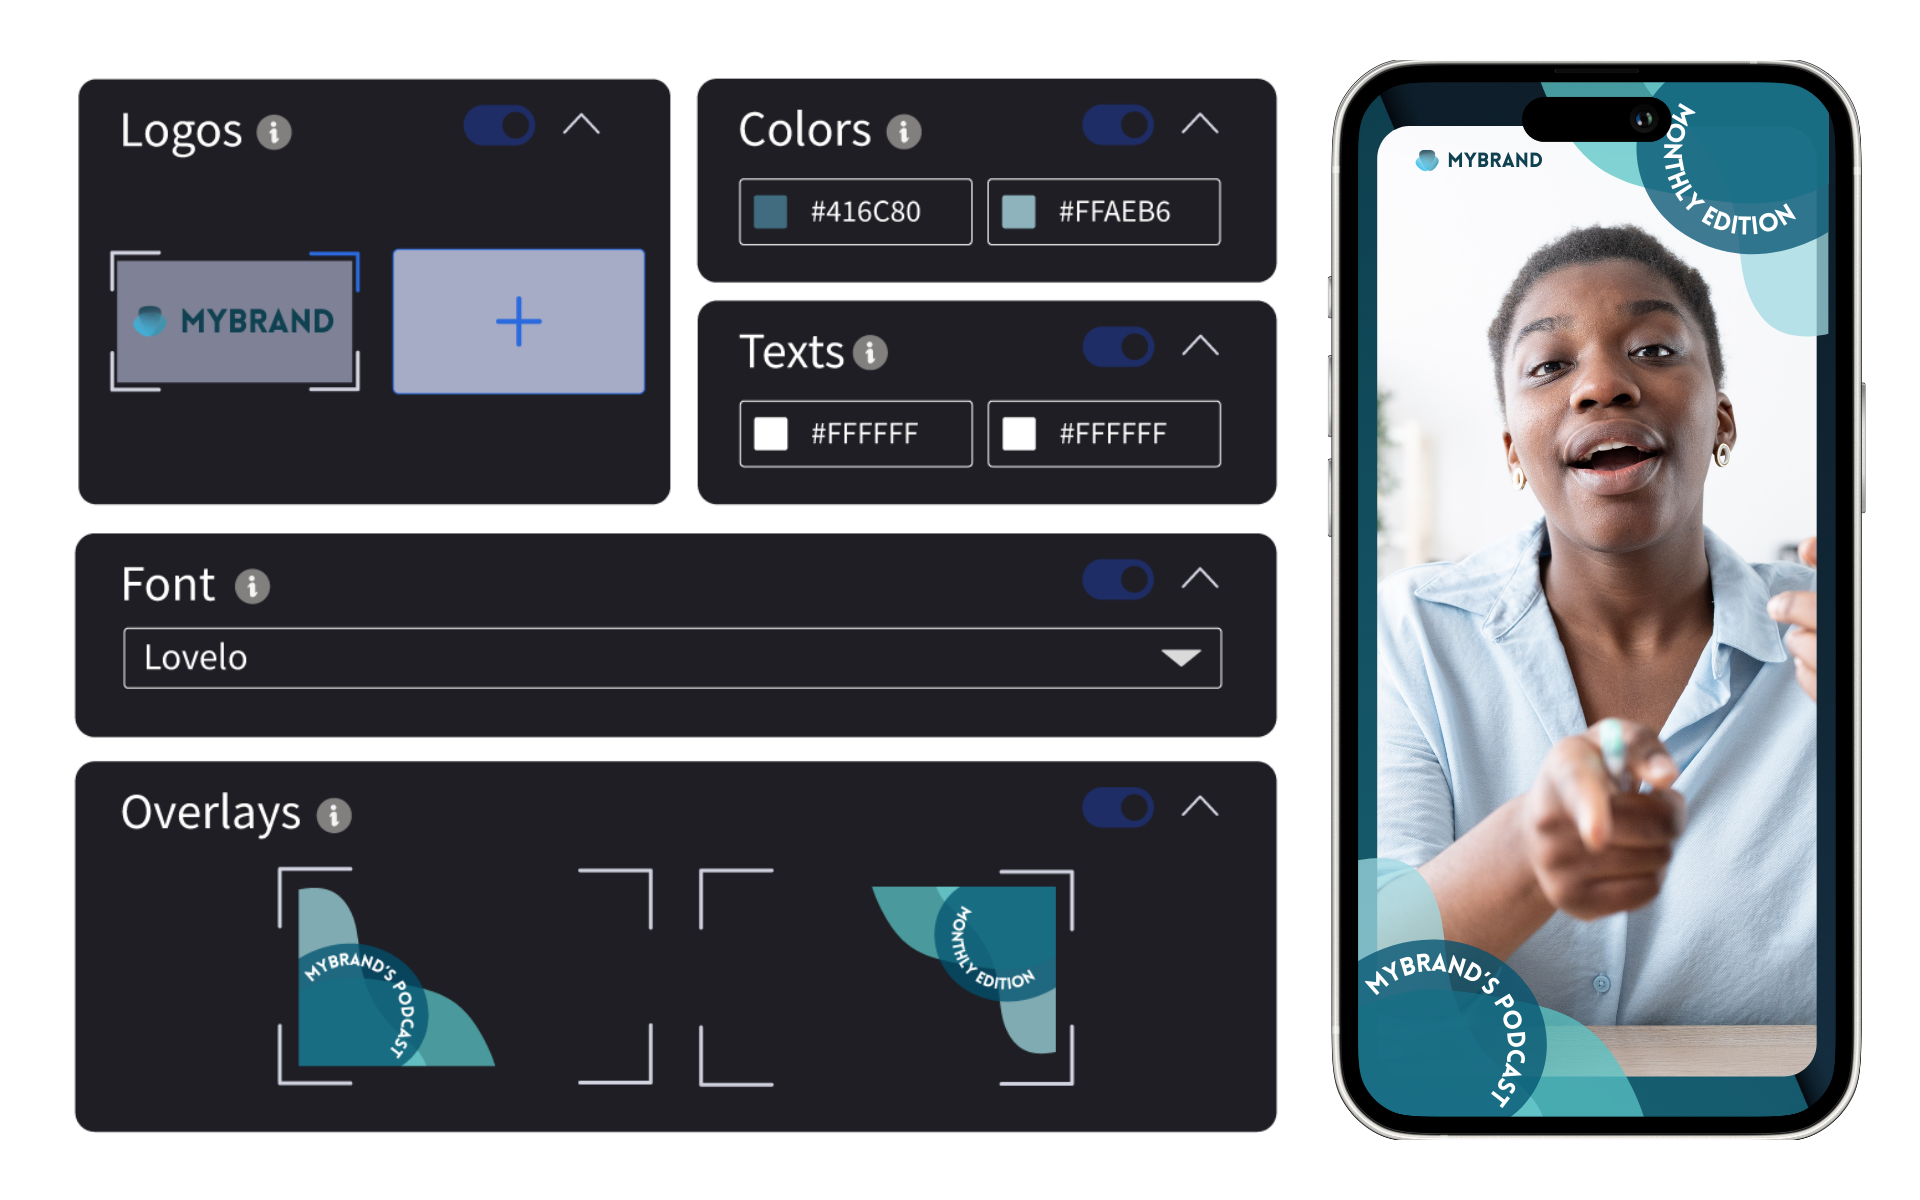 Logos
MYBRAND
Colors
#416C80
#FFAEB6
Texts
#FFFFFF
#FFFFFF
Font
Lovelo
Overlays
MYBRAND'S PODCAST
MONTHLY EDITION
MYBRAND
MONTHLY EDITION
MYBRAND'S PODCAST